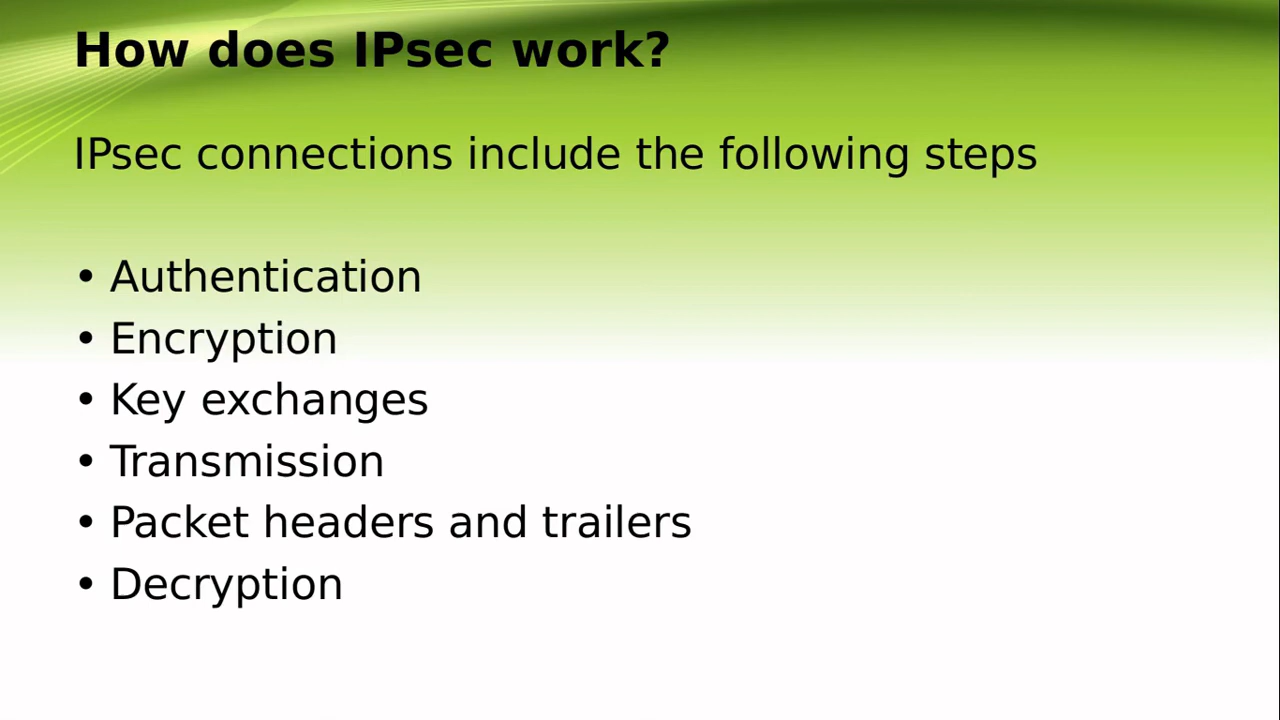 How does IPsec work?
IPsec connections include the following steps
• Authentication
• Encryption
• Key exchanges
• Transmission
• Packet headers and trailers
• Decryption